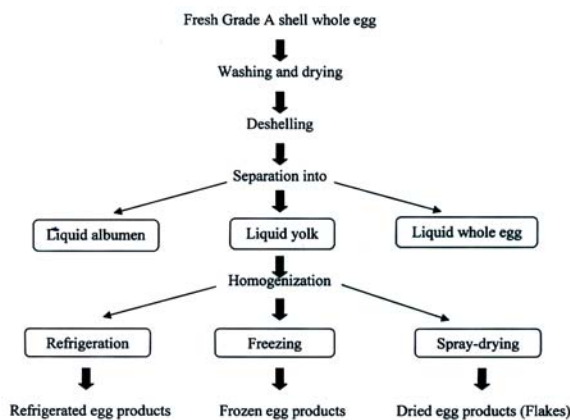 Fresh Grade A shell whole egg
Washing and drying
Deshelling
Separation into
Liquid albumen
Liquid yolk
Liquid whole egg
Homogenization
Refrigeration
Freezing
Spray-drying
Refrigerated egg products
Frozen egg products
Dried egg products (Flakes)